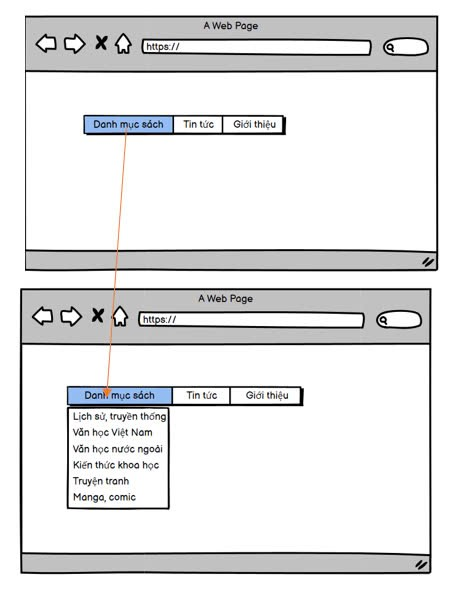 A Web Page
https://
Danh mục sách Tin tức Giới thiệu
A Web Page
https://
Danh mục sách Tin tức Giới thiệu
Lịch sử, truyền thống
Văn học Việt Nam
Văn học nước ngoài
Kiến thức khoa học
Truyện tranh
Manga, comic